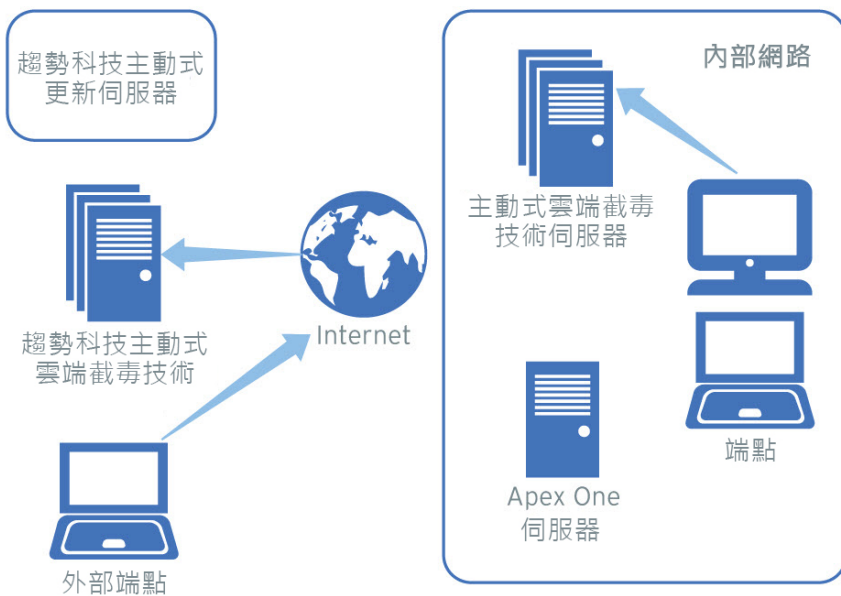 趨勢科技主動式
更新伺服器
內部網路
主動式雲端截毒
技術伺服器
Internet
趨勢科技主動式
雲端截毒技術
端點
Apex One
伺服器
外部端點